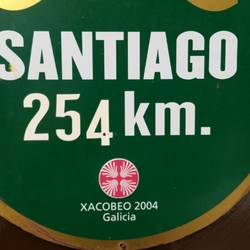 SANTIAGO
254 km.
XACOBEO 2004
Galicia